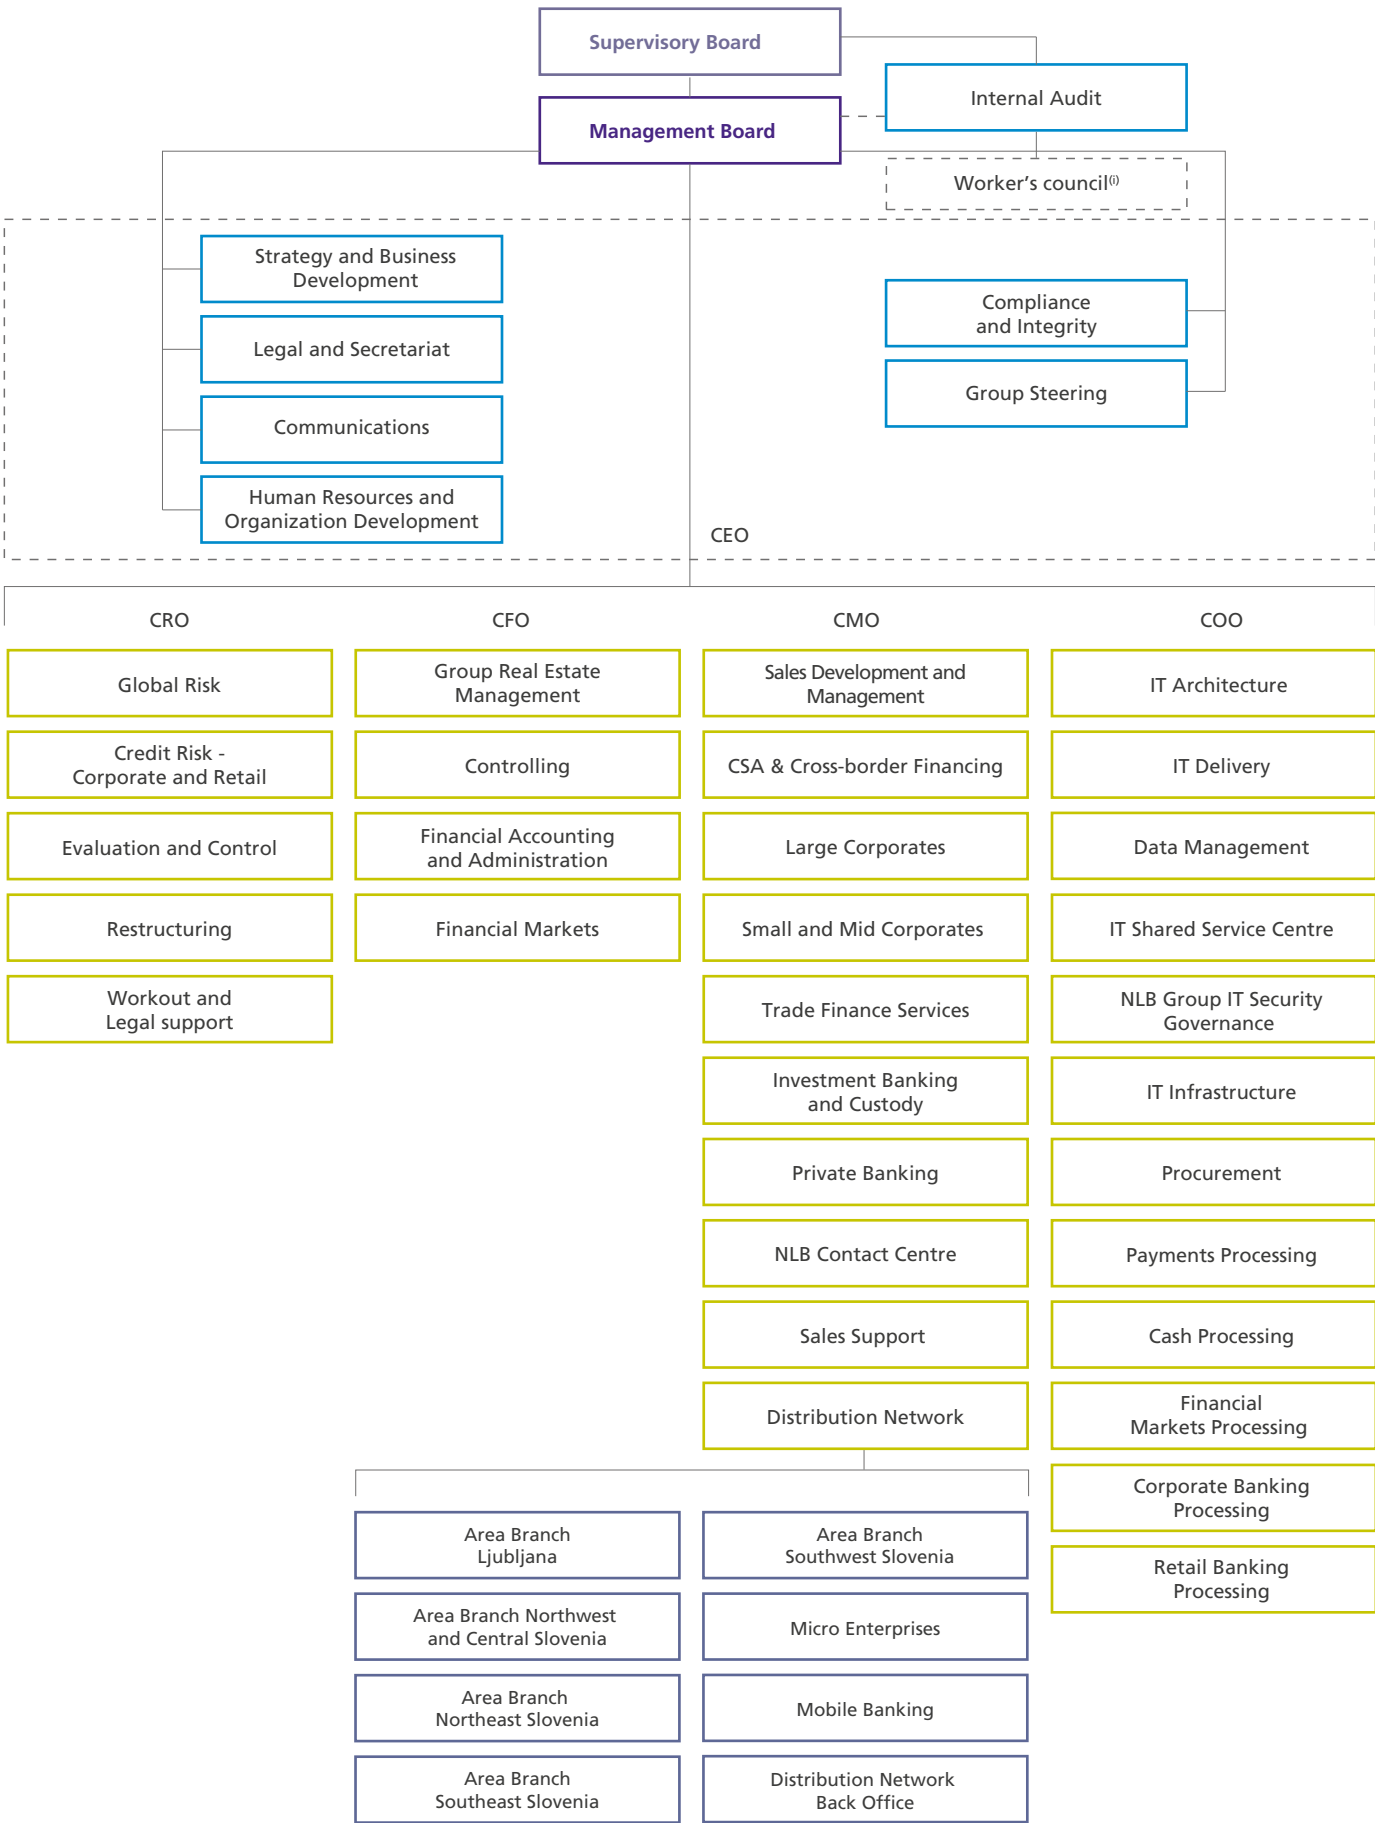 Supervisory Board
Internal Audit
Management Board
Worker's council(i)
Strategy and Business
Development
Legal and Secretariat
Communications
Human Resources and
Organization Development
Compliance
and Integrity
Group Steering
CEO
CRO
Global Risk
Credit Risk -
Corporate and Retail
Evaluation and Control
Restructuring
Workout and
Legal support
CFO
Group Real Estate
Management
Controlling
Financial Accounting
and Administration
Financial Markets
CMO
Sales Development and
Management
CSA & Cross-border Financing
Large Corporates
Small and Mid Corporates
Trade Finance Services
Investment Banking
and Custody
Private Banking
NLB Contact Centre
Sales Support
Distribution Network
COO
IT Architecture
IT Delivery
Data Management
IT Shared Service Centre
NLB Group IT Security
Governance
IT Infrastructure
Procurement
Payments Processing
Cash Processing
Financial
Markets Processing
Corporate Banking
Processing
Retail Banking
Processing
Area Branch
Ljubljana
Area Branch Northwest
and Central Slovenia
Area Branch
Northeast Slovenia
Area Branch
Southeast Slovenia
Area Branch
Southwest Slovenia
Micro Enterprises
Mobile Banking
Distribution Network
Back Office